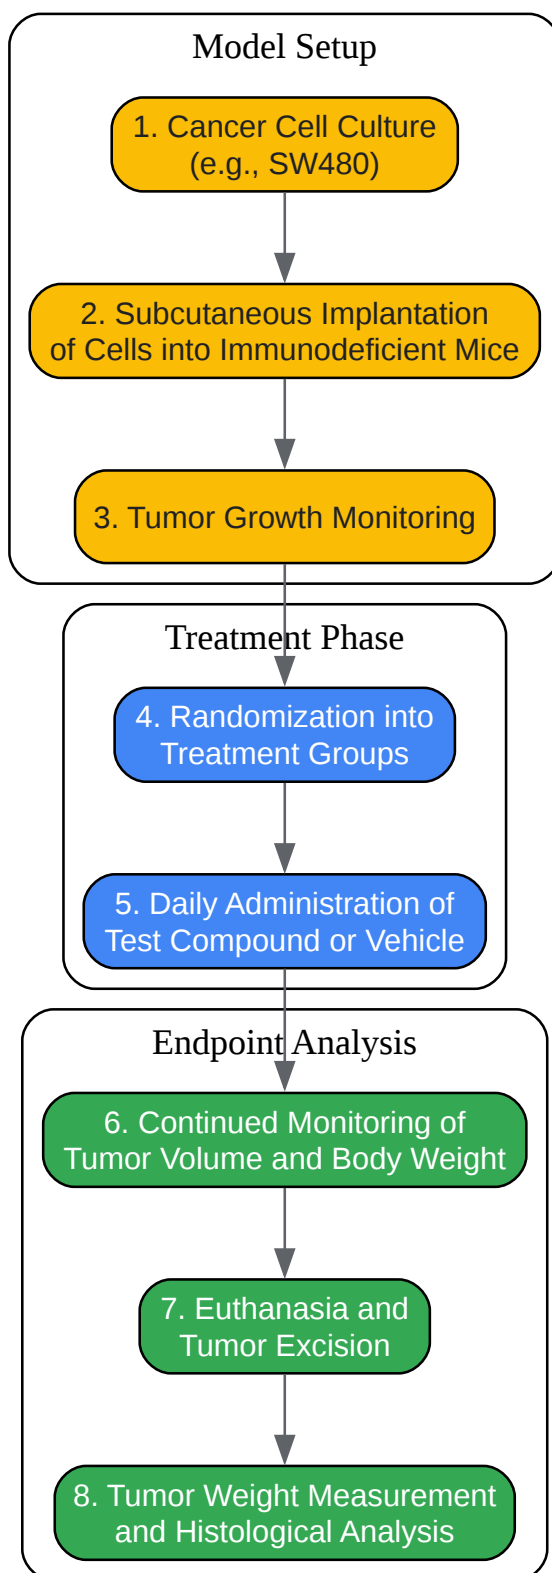 Model Setup
1. Cancer Cell Culture
(e.g., SW480)
2. Subcutaneous Implantation
of Cells into Immunodeficient Mice
3. Tumor Growth Monitoring
Treatment Phase
4. Randomization into
Treatment Groups
5. Daily Administration of
Test Compound or Vehicle
Endpoint Analysis
6. Continued Monitoring of
Tumor Volume and Body Weight
7. Euthanasia and
Tumor Excision
8. Tumor Weight Measurement
and Histological Analysis